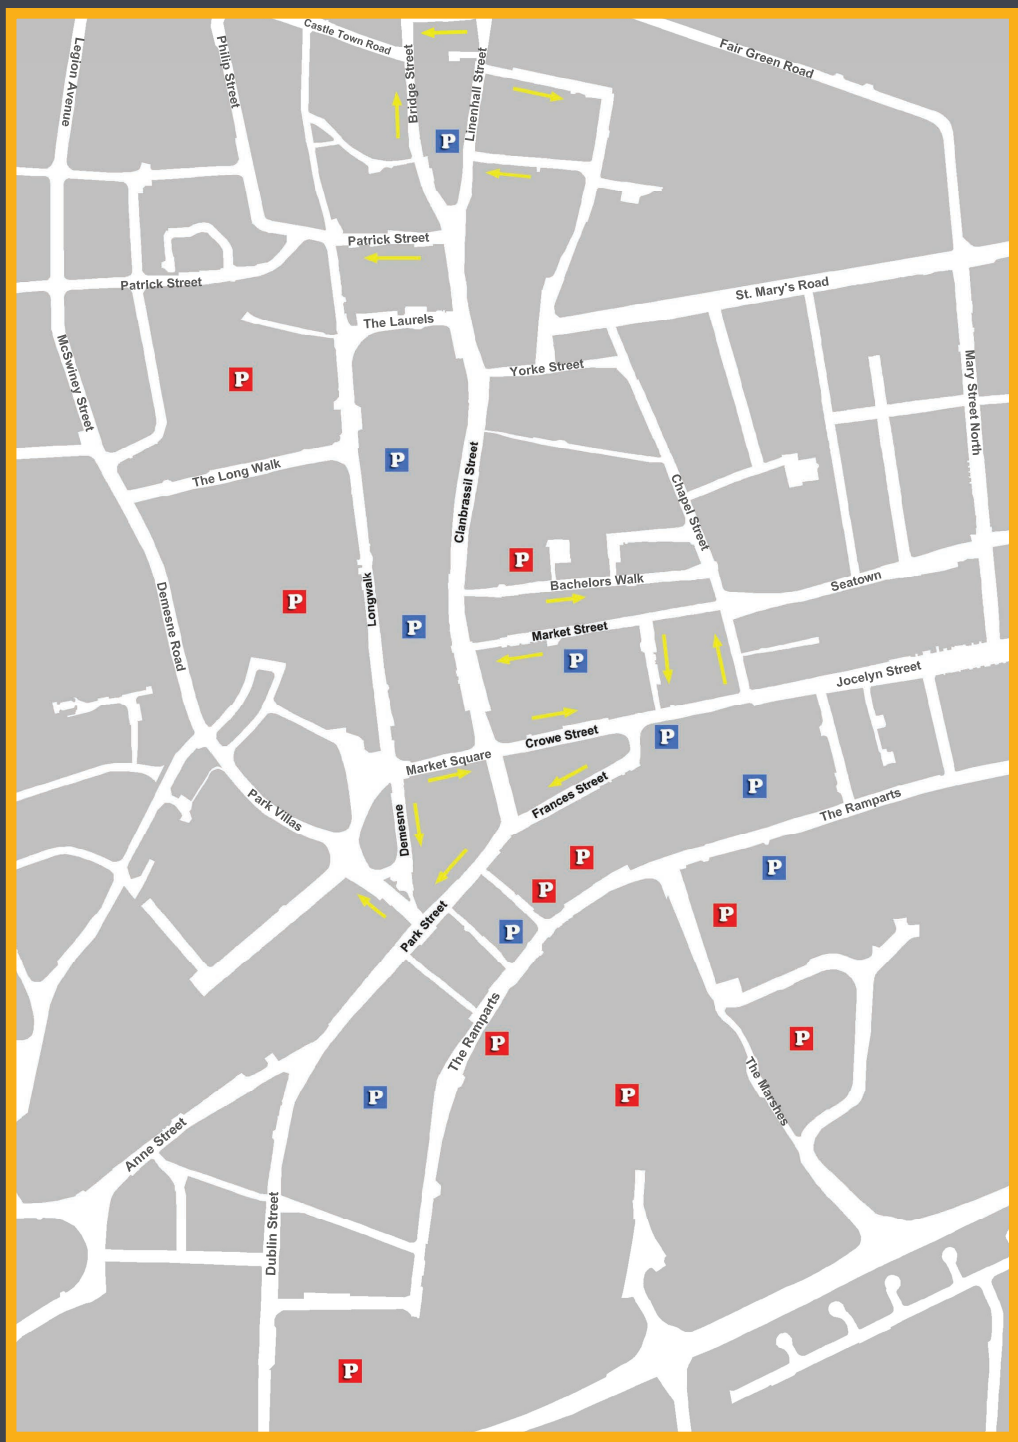 Castle Town Road
Legion Avenue
Philip Street
Bridge Street
Linenhall Street
Fair Green Road
P
Patrick Street
PatrIck Street
St. Mary's Road
The Laurels
McSwiney Street
Yorke Street
Mary Street North
P
P
The Long Walk
Clanbrassil Street
Chapel Street
P
Bachelors Walk
Seatown
Longwalk
P
Demesne Road
P
Market Street
P
Jocelyn Street
Crowe Street
P
Market Square
Frances Street
P
The Ramparts
Park Villas
Demesne
P
P
P
P
Park Street
P
The Ramparts
P
P
The Marshes
P
P
Anne Street
Dublin Street
P